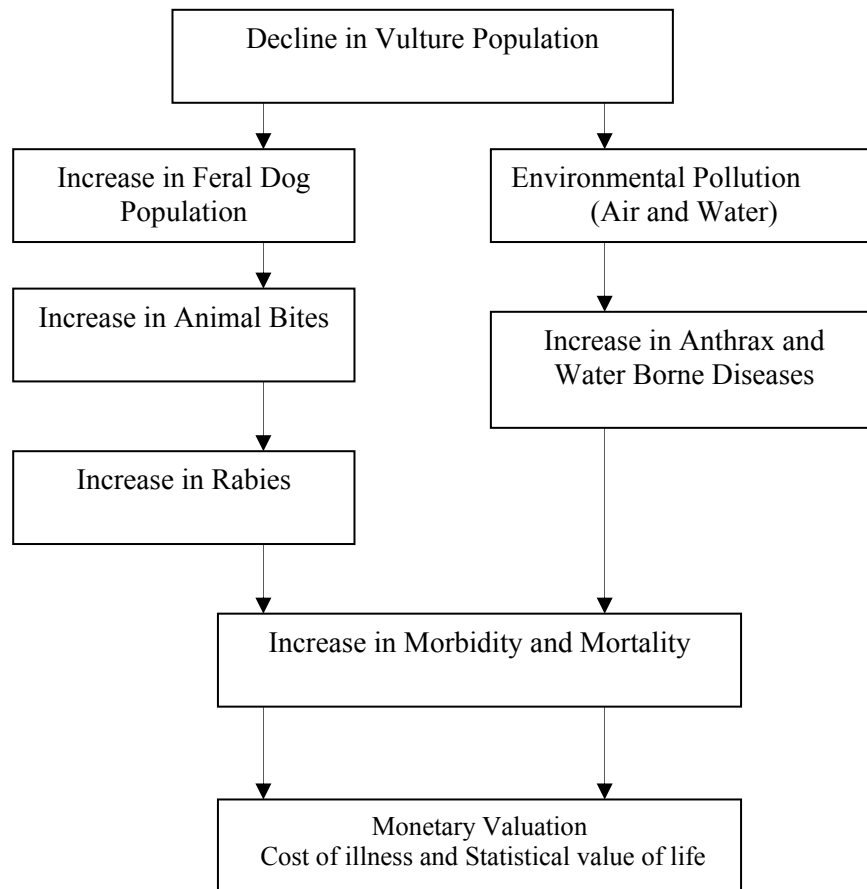 Decline in Vulture Population
Increase in Feral Dog
Population
Environmental Pollution
(Air and Water)
Increase in Animal Bites
Increase in Anthrax and
Water Borne Diseases
Increase in Rabies
Increase in Morbidity and Mortality
Monetary Valuation
Cost of illness and Statistical value of life